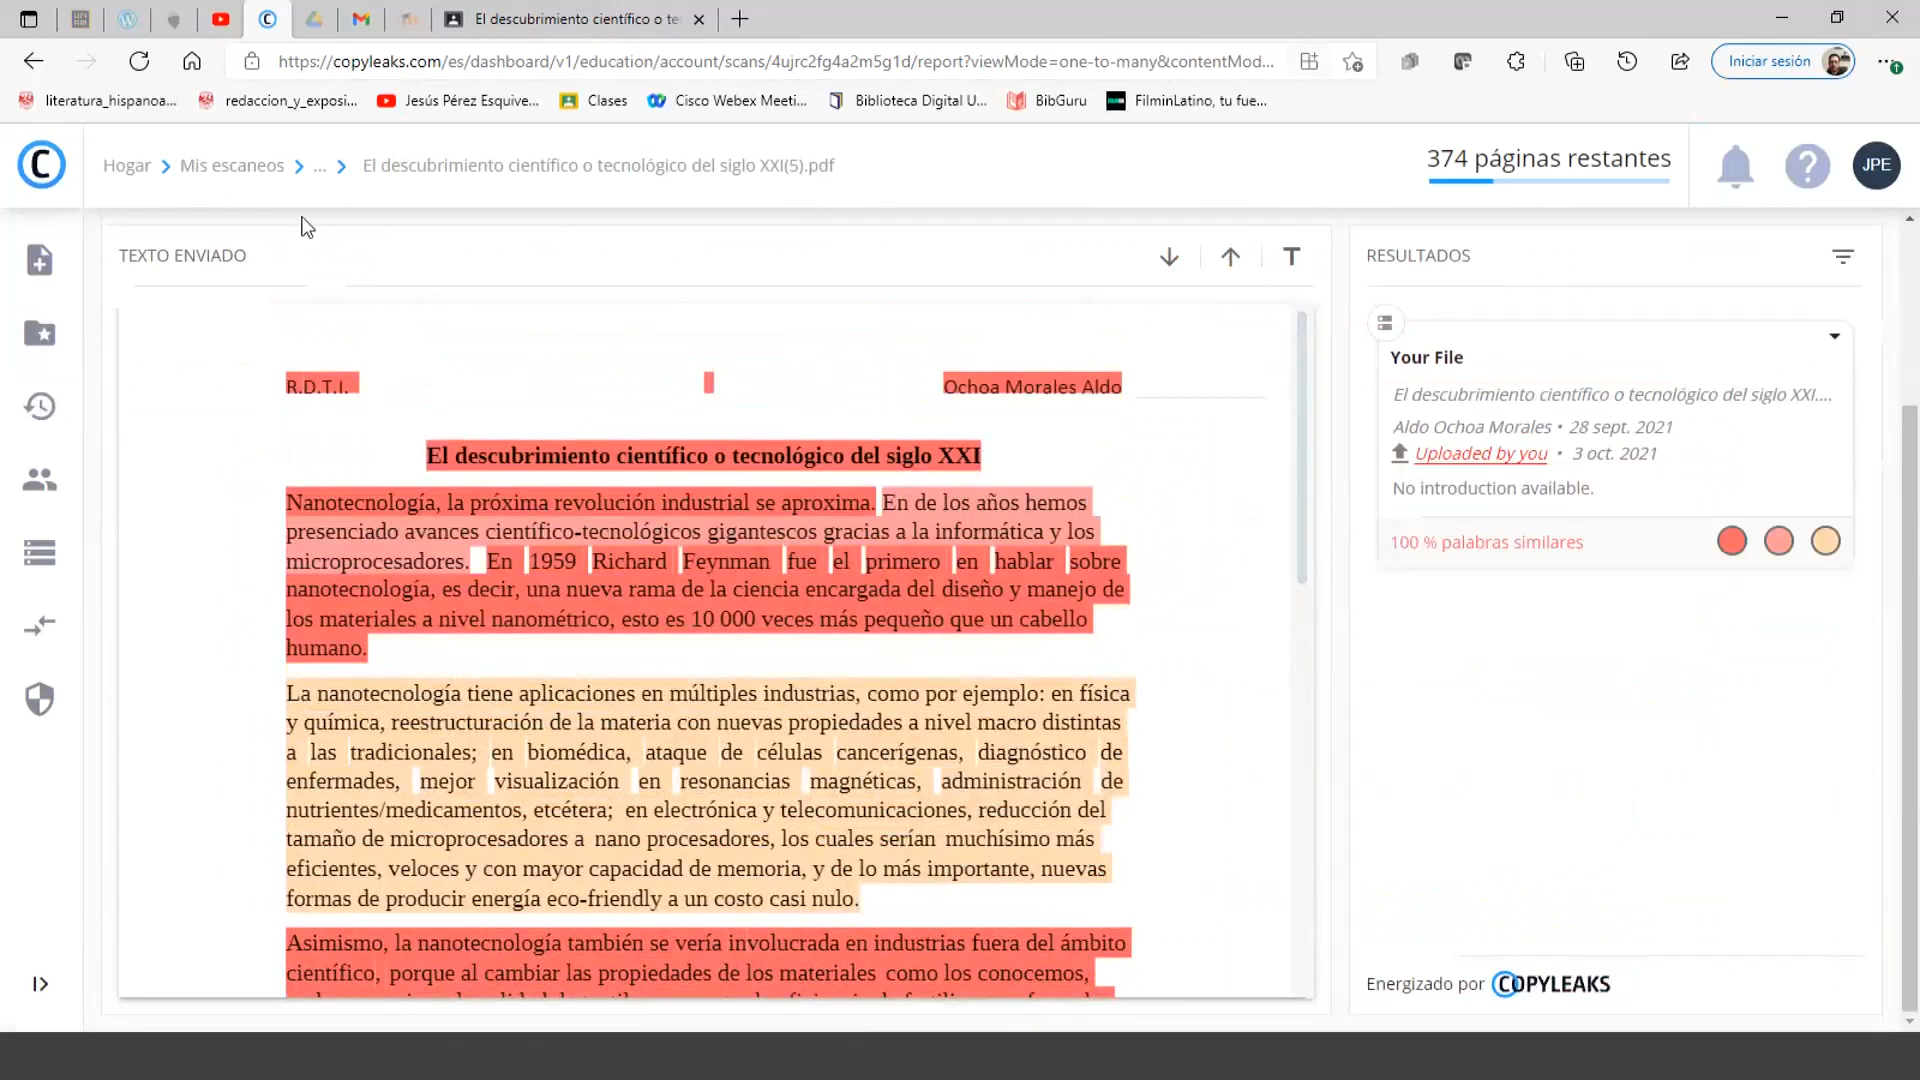 El descubrimiento científico o te
https://copyleaks.com/es/dashboard/v1/education/account/scans/4ujrc2fg4a2m5g1d/report?viewMode=one-to-many&contentMod...
Iniciar sesión
literatura_hispanoa...
redaccion_y_exposi...
Jesús Pérez Esquive...
Clases
Cisco Webex Meeti...
Biblioteca Digital U...
BibGuru
FilminLatino, tu fue...
Hogar
Mis escaneos
...
El descubrimiento científico o tecnológico del siglo XXI(5).pdf
374 páginas restantes
JPE
TEXTO ENVIADO
R.D.T.I.
Ochoa Morales Aldo
El descubrimiento científico o tecnológico del siglo XXI
Nanotecnología, la próxima revolución industrial se aproxima. En de los años hemos
presenciado avances científico-tecnológicos gigantescos gracias a la informática y los
microprocesadores. En 1959 Richard Feynman fue el primero en hablar sobre
nanotecnología, es decir, una nueva rama de la ciencia encargada del diseño y manejo de
los materiales a nivel nanométrico, esto es 10 000 veces más pequeño que un cabello
humano.
La nanotecnología tiene aplicaciones en múltiples industrias, como por ejemplo: en física
y química, reestructuración de la materia con nuevas propiedades a nivel macro distintas
a las tradicionales; en biomédica, ataque de células cancerígenas, diagnóstico de
enfermades, mejor visualización en resonancias magnéticas, administración de
nutrientes/medicamentos, etcétera; en electrónica y telecomunicaciones, reducción del
tamaño de microprocesadores a nano procesadores, los cuales serían muchísimo más
eficientes, veloces y con mayor capacidad de memoria, y de lo más importante, nuevas
formas de producir energía eco-friendly a un costo casi nulo.
Asimismo, la nanotecnología también se vería involucrada en industrias fuera del ámbito
científico, porque al cambiar las propiedades de los materiales como los conocemos,
RESULTADOS
Your File
El descubrimiento científico o tecnológico del siglo XXI....
Aldo Ochoa Morales • 28 sept. 2021
Uploaded by you • 3 oct. 2021
No introduction available.
100 % palabras similares
Energizado por COPYLEAKS